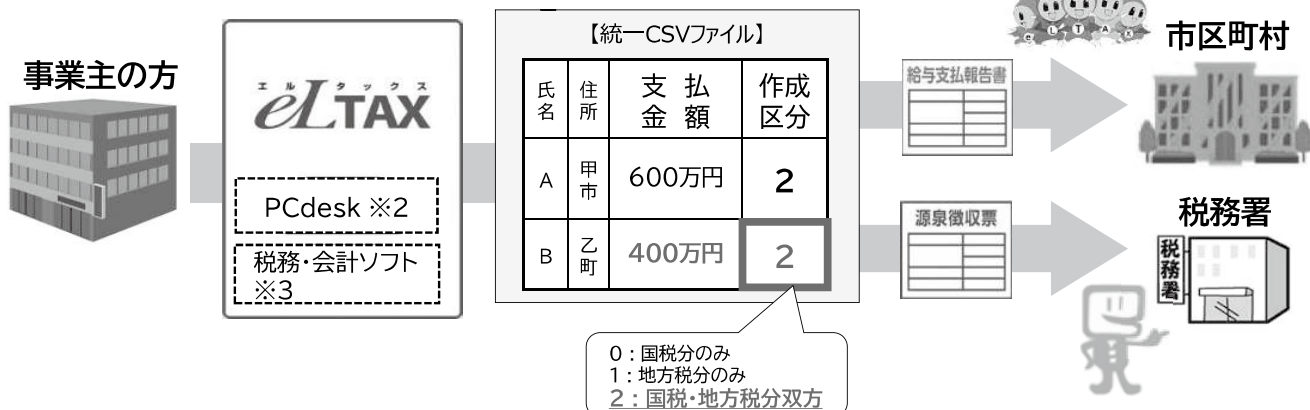 事業主の方
エルタックス
eLTAX
PCdesk ※2
税務・会計ソフト
※3
【統一CSVファイル】
氏名 住所 支払金額 作成区分
A 甲市 600万円 2
B 乙町 400万円 2
0：国税分のみ
1：地方税分のみ
2：国税・地方税分双方
給与支払報告書
源泉徴収票
eLTAX
市区町村
税務署
税務署